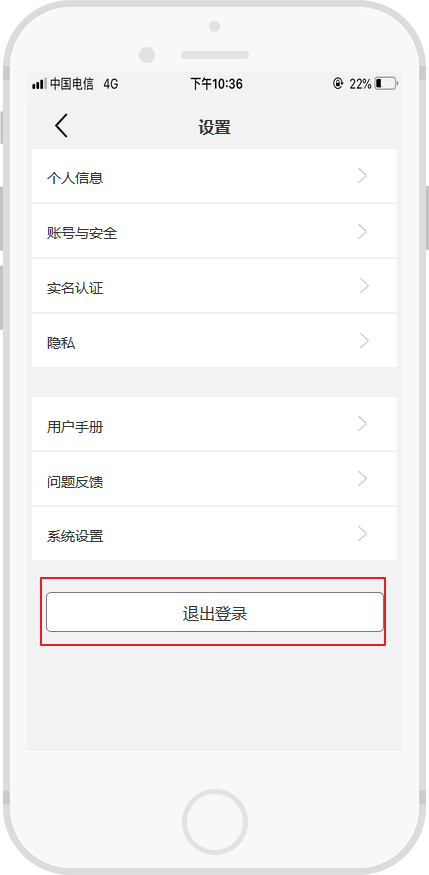 中国电信 4G 下午10:36 22%
设置
个人信息
账号与安全
实名认证
隐私
用户手册
问题反馈
系统设置
退出登录